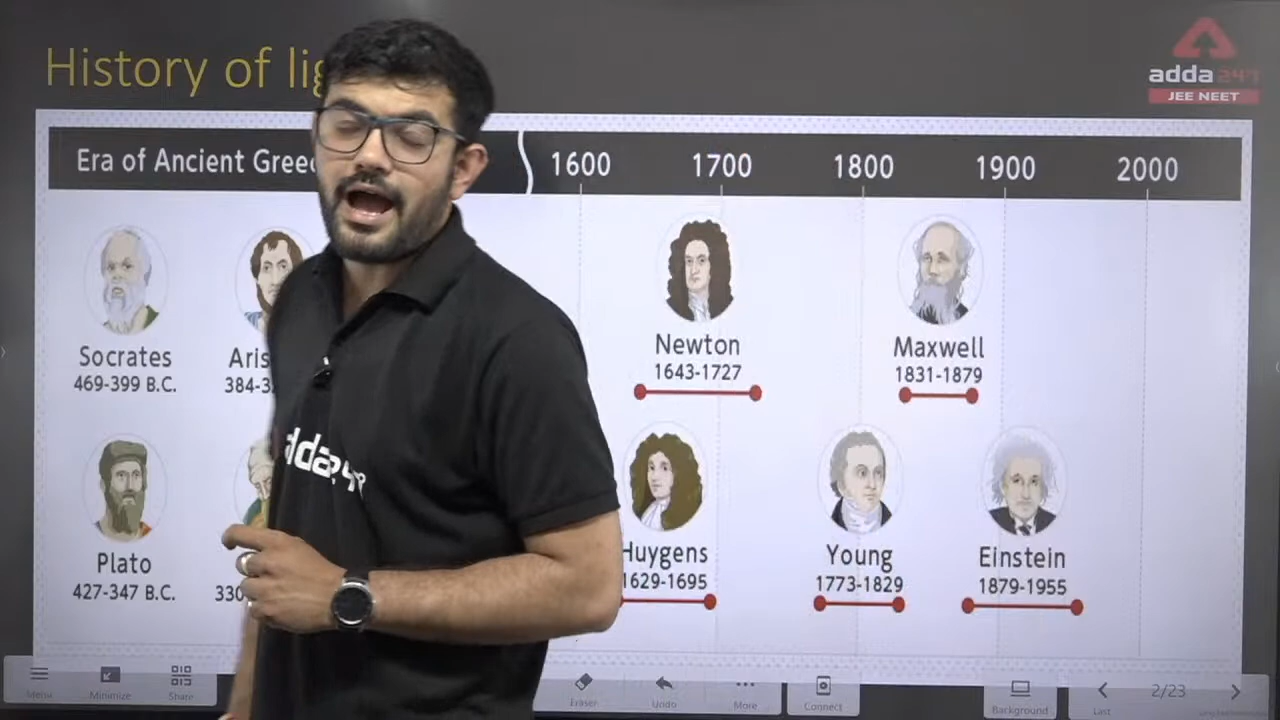 History of lig
adda 247
JEE NEET
Era of Ancient Greec
1600 1700 1800 1900 2000
Socrates
469-399 B.C.
Aris
384-3
Newton
1643-1727
Maxwell
1831-1879
Plato
427-347 B.C.
330
Huygens
1629-1695
Young
1773-1829
Einstein
1879-1955
adda247
Menu
Minimize
Share
Eraser
Undo
More
Connect
Background
Last
2/23